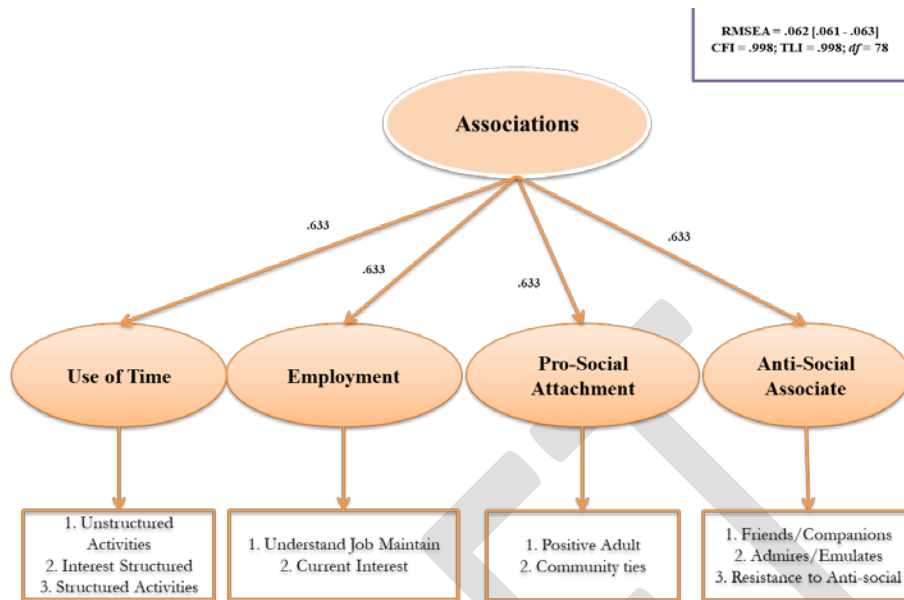 RMSEA = .062 [.061 - .063]
CFI = .998; TLI = .998; df = 78
Associations
.633
.633
.633
.633
Use of Time
Employment
Pro-Social
Attachment
Anti-Social
Associate
1. Unstructured
Activities
2. Interest Structured
3. Structured Activities
1. Understand Job Maintain
2. Current Interest
1. Positive Adult
2. Community ties
1. Friends/Companions
2. Admires/Emulates
3. Resistance to Anti-social